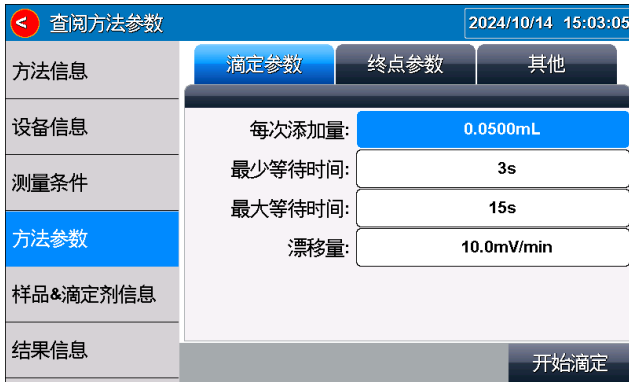 < 查阅方法参数 2024/10/14 15:03:05
方法信息
设备信息
测量条件
方法参数
样品&滴定剂信息
结果信息
滴定参数 终点参数 其他
每次添加量: 0.0500mL
最少等待时间: 3s
最大等待时间: 15s
漂移量: 10.0mV/min
开始滴定